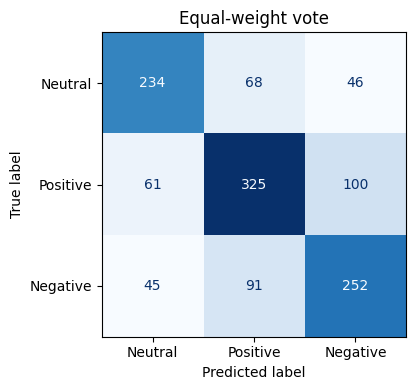 Equal-weight vote
True label
Neutral 234 68 46
Positive 61 325 100
Negative 45 91 252
Neutral Positive Negative
Predicted label